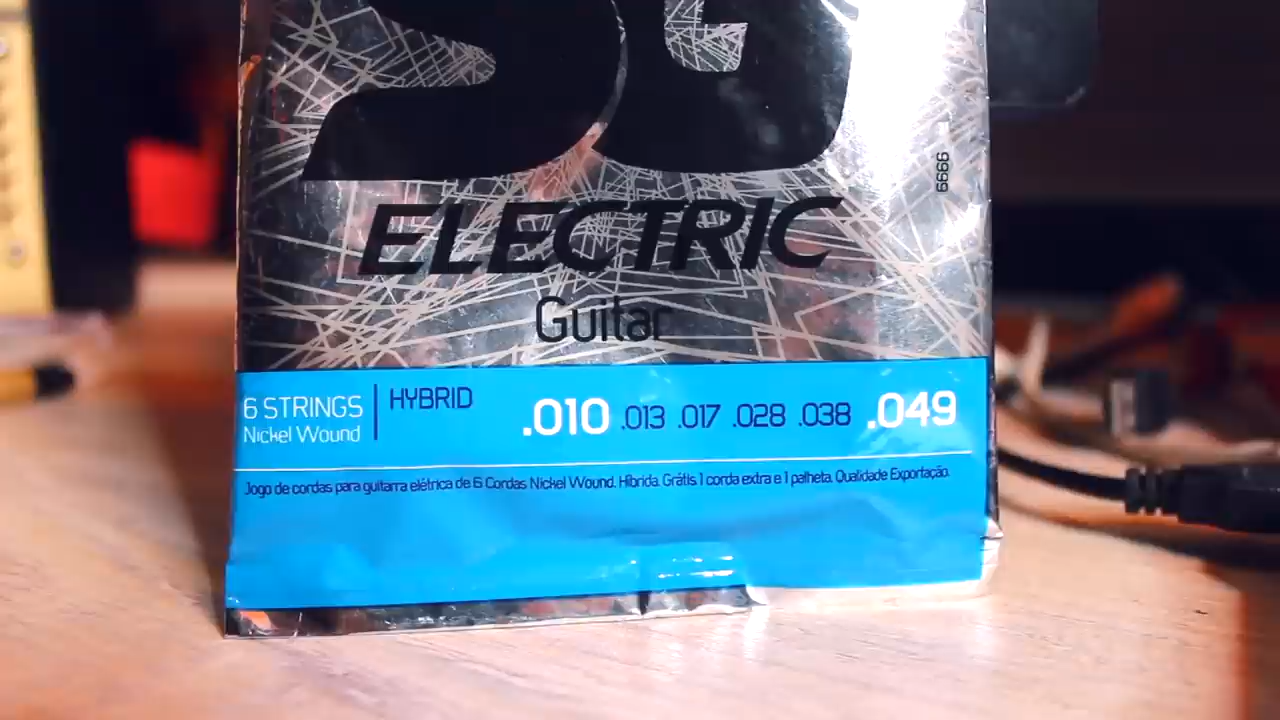 SG
6666
ELECTRIC
Guitar
6 STRINGS
Nickel Wound
HYBRID
.010 .013 .017 .028 .038 .049
Jogo de cordas para guitarra elétrica de 6 Cordas Nickel Wound. Híbrida. Grátis 1 corda extra e 1 palheta. Qualidade Exportação.